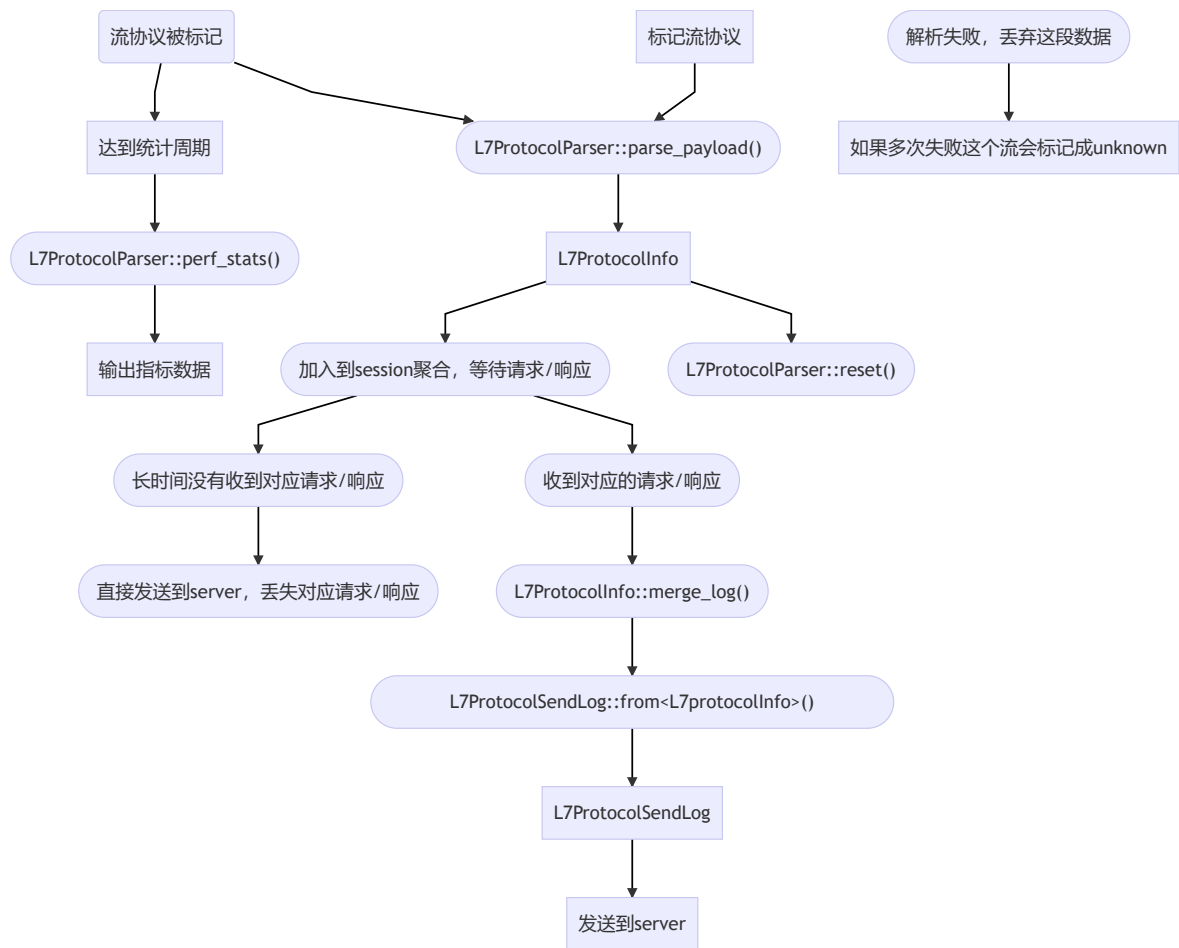 流协议被标记
标记流协议
解析失败，丢弃这段数据
达到统计周期
L7ProtocolParser::parse_payload()
如果多次失败这个流会标记成unknown
L7ProtocolParser::perf_stats()
L7ProtocolInfo
输出指标数据
加入到session聚合，等待请求/响应
L7ProtocolParser::reset()
长时间没有收到对应请求/响应
收到对应的请求/响应
直接发送到server，丢失对应请求/响应
L7ProtocolInfo::merge_log()
L7ProtocolSendLog::from<L7protocolInfo>()
L7ProtocolSendLog
发送到server